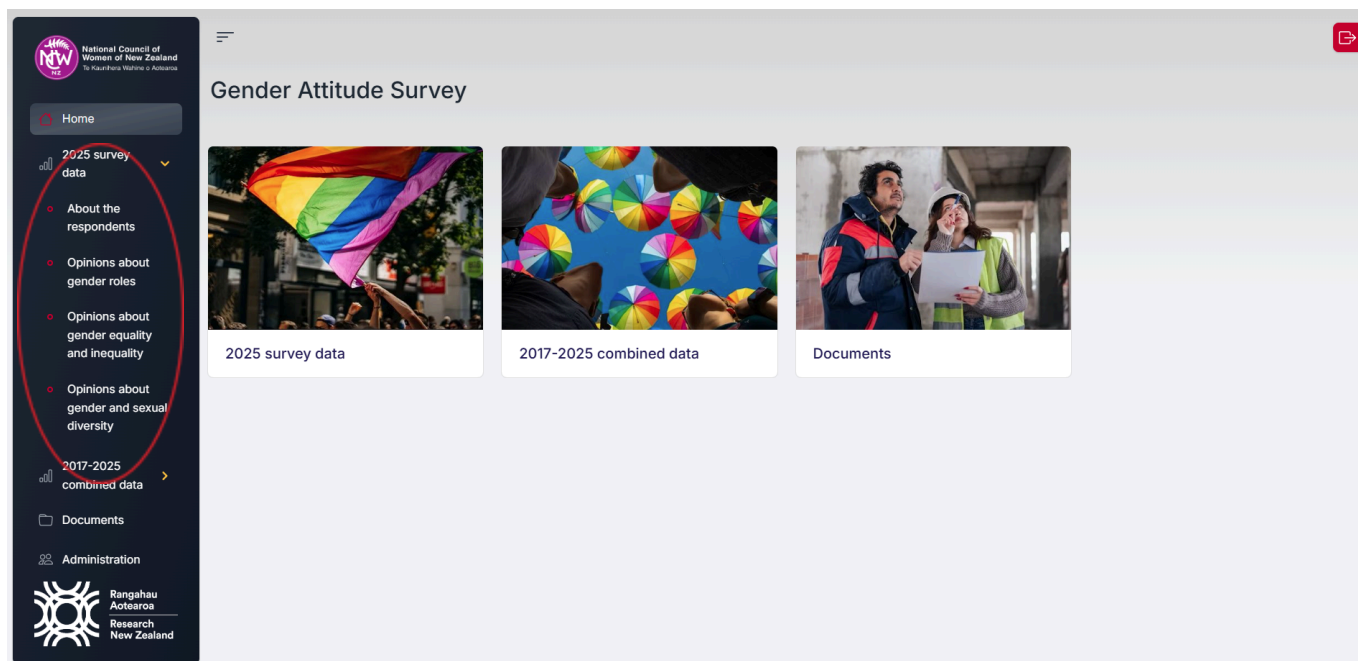 National Council of
Women of New Zealand
Te Kaunihera Wahine o Aotearoa
NCW
NZ
Home
2025 survey
data
About the
respondents
Opinions about
gender roles
Opinions about
gender equality
and inequality
Opinions about
gender and sexual
diversity
2017-2025
combined data
Documents
Administration
Rangahau
Aotearoa
Research
New Zealand
Gender Attitude Survey
2025 survey data
2017-2025 combined data
Documents